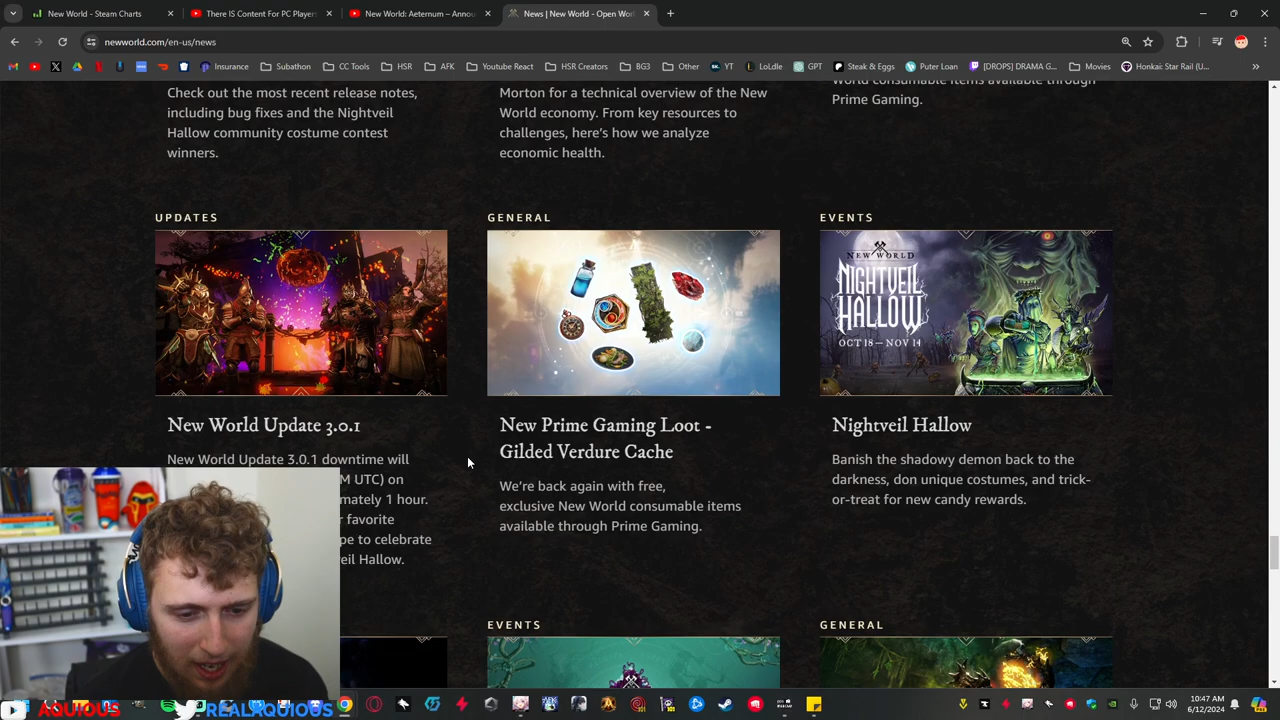 New World - Steam Charts
There IS Content For PC Players
New World: Aeternum – Annou
News | New World - Open Worl
newworld.com/en-us/news
Insurance
Subathon
CC Tools
HSR
AFK
Youtube React
HSR Creators
BG3
Other
YT
LoLdle
GPT
Steak & Eggs
Puter Loan
[DROPS] DRAMA G...
Movies
Honkai: Star Rail (U...
World consumable items available through
Check out the most recent release notes,
including bug fixes and the Nightveil
Hallow community costume contest
winners.
Morton for a technical overview of the New
World economy. From key resources to
challenges, here's how we analyze
economic health.
Prime Gaming.
UPDATES
GENERAL
EVENTS
NEW WORLD
NIGHTVEIL
HALLOW
OCT 18 – NOV 14
New World Update 3.0.1
New World Update 3.0.1 downtime will
M UTC) on
imately 1 hour.
r favorite
pe to celebrate
eil Hallow.
New Prime Gaming Loot -
Gilded Verdure Cache
We're back again with free,
exclusive New World consumable items
available through Prime Gaming.
Nightveil Hallow
Banish the shadowy demon back to the
darkness, don unique costumes, and trick-
or-treat for new candy rewards.
EVENTS
GENERAL
AQUIOUS
REALAQUIOUS
10:47 AM
6/12/2024